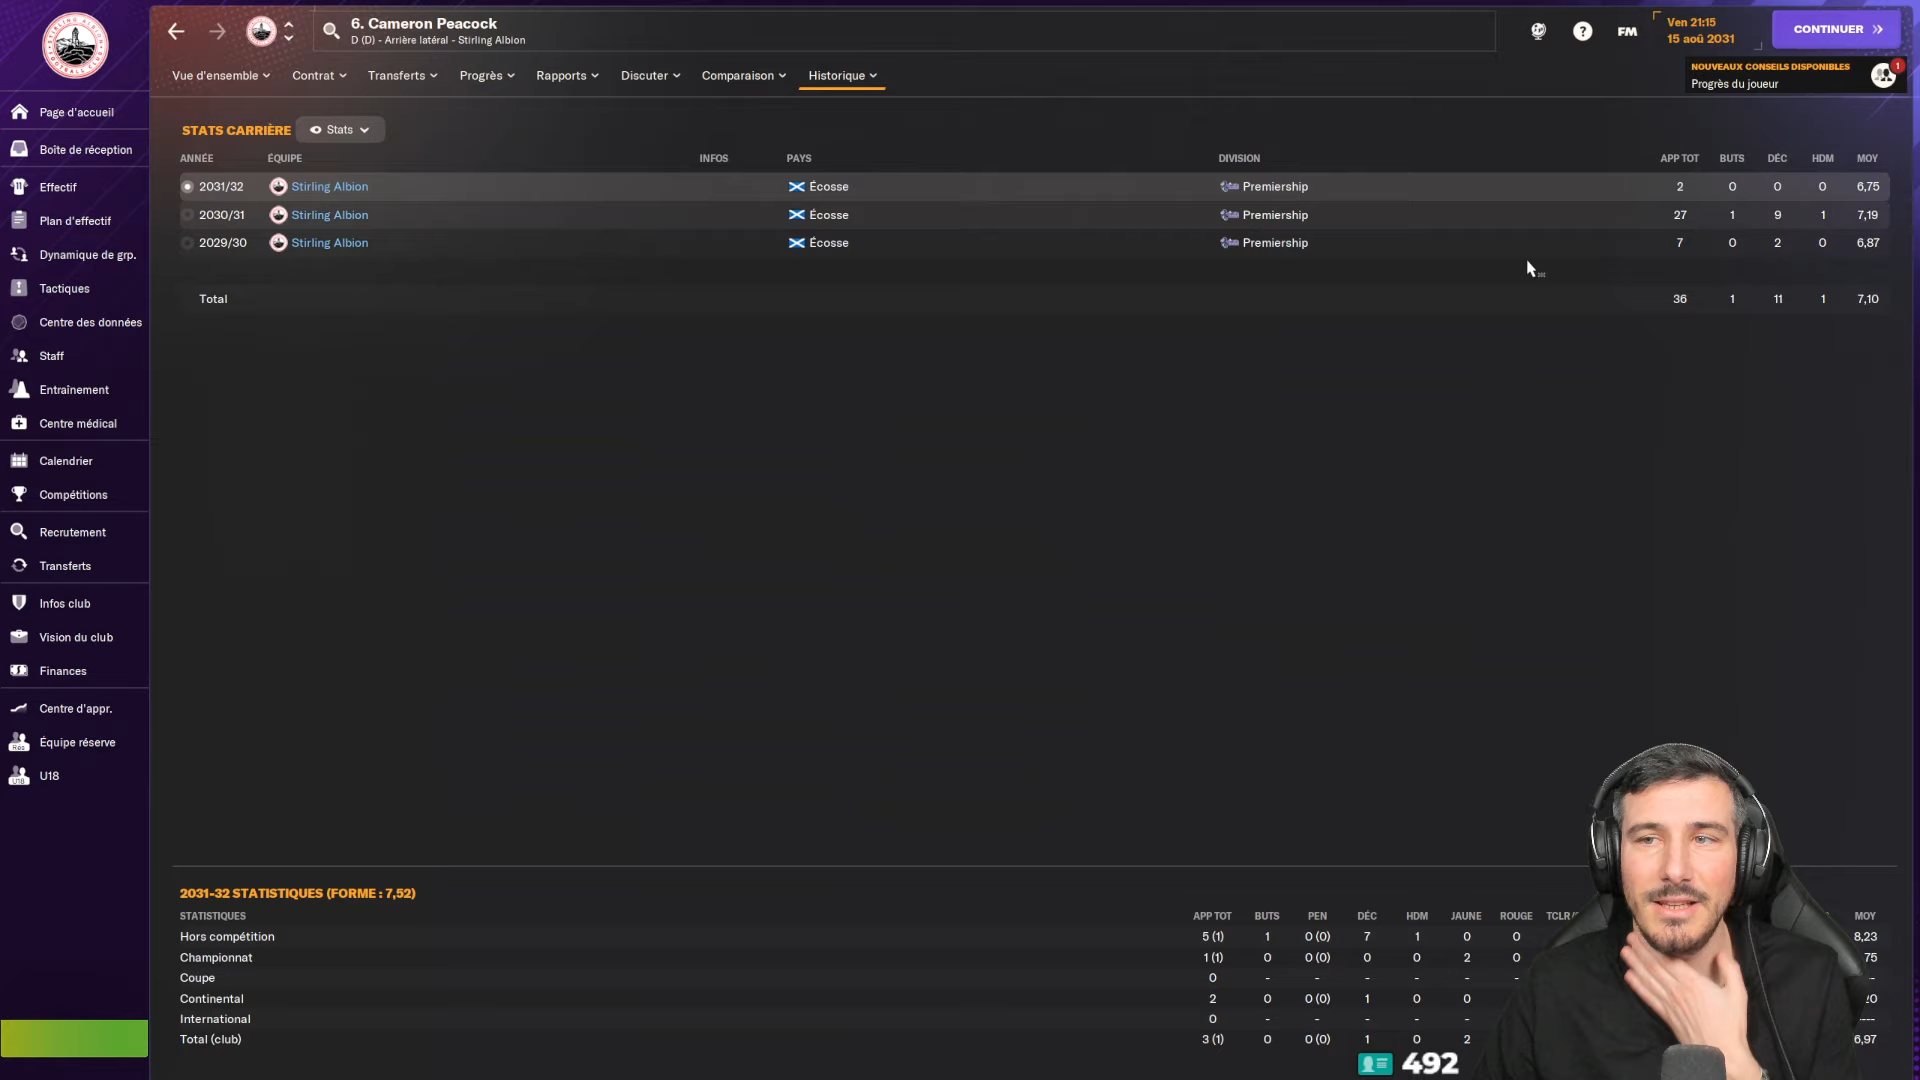 6. Cameron Peacock
D (D) - Arrière latéral - Stirling Albion
FM
Ven 21:15
15 aoû 2031
CONTINUER
Vue d'ensemble Contrat Transferts Progrès Rapports Discuter Comparaison Historique
NOUVEAUX CONSEILS DISPONIBLES
Progrès du joueur
1
Page d'accueil
Boîte de réception
Effectif
Plan d'effectif
Dynamique de grp.
Tactiques
Centre des données
Staff
Entraînement
Centre médical
Calendrier
Compétitions
Recrutement
Transferts
Infos club
Vision du club
Finances
Centre d'appr.
Équipe réserve
U18
STATS CARRIÈRE Stats
ANNÉE ÉQUIPE INFOS PAYS DIVISION APP TOT BUTS DÉC HDM MOY
2031/32 Stirling Albion Écosse Premiership 2 0 0 0 6,75
2030/31 Stirling Albion Écosse Premiership 27 1 9 1 7,19
2029/30 Stirling Albion Écosse Premiership 7 0 2 0 6,87
Total 36 1 11 1 7,10
2031-32 STATISTIQUES (FORME : 7,52)
STATISTIQUES APP TOT BUTS PEN DÉC HDM JAUNE ROUGE MOY
Hors compétition 5 (1) 1 0 (0) 7 1 0 0 8,23
Championnat 1 (1) 0 0 (0) 0 0 2 0 75
Coupe 0 - - - - - -
Continental 2 0 0 (0) 1 0 0
International 0 - - - - -
Total (club) 3 (1) 0 0 (0) 1 0 2 6,97
492